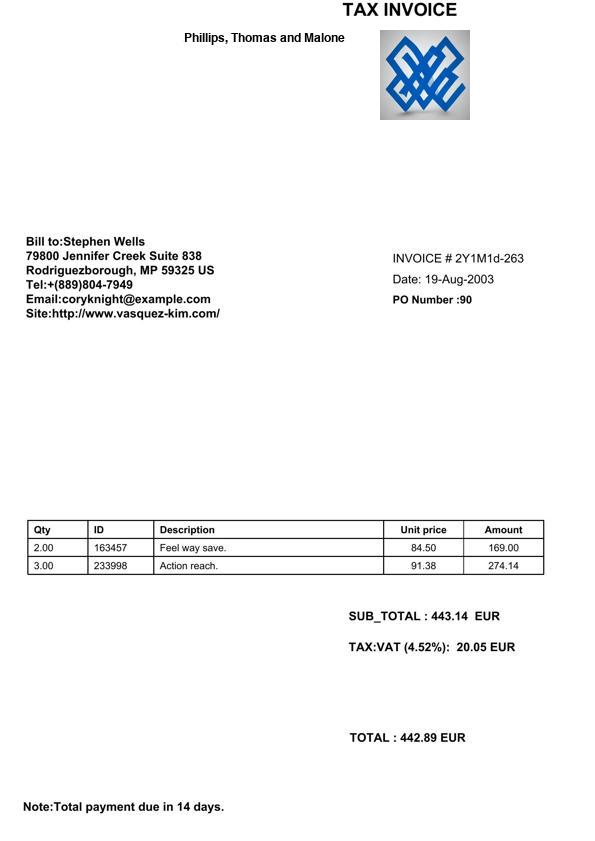 TAX INVOICE
Phillips, Thomas and Malone
Bill to:Stephen Wells
79800 Jennifer Creek Suite 838
Rodriguezborough, MP 59325 US
Tel:+(889)804-7949
Email:coryknight@example.com
Site:http://www.vasquez-kim.com/
INVOICE # 2Y1M1d-263
Date: 19-Aug-2003
PO Number :90
Qty ID Description Unit price Amount
2.00 163457 Feel way save. 84.50 169.00
3.00 233998 Action reach. 91.38 274.14
SUB_TOTAL : 443.14 EUR
TAX:VAT (4.52%): 20.05 EUR
TOTAL : 442.89 EUR
Note:Total payment due in 14 days.